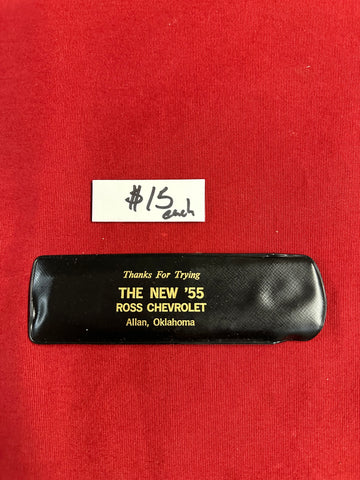 $15
each
Thanks For Trying
THE NEW '55
ROSS CHEVROLET
Allan, Oklahoma